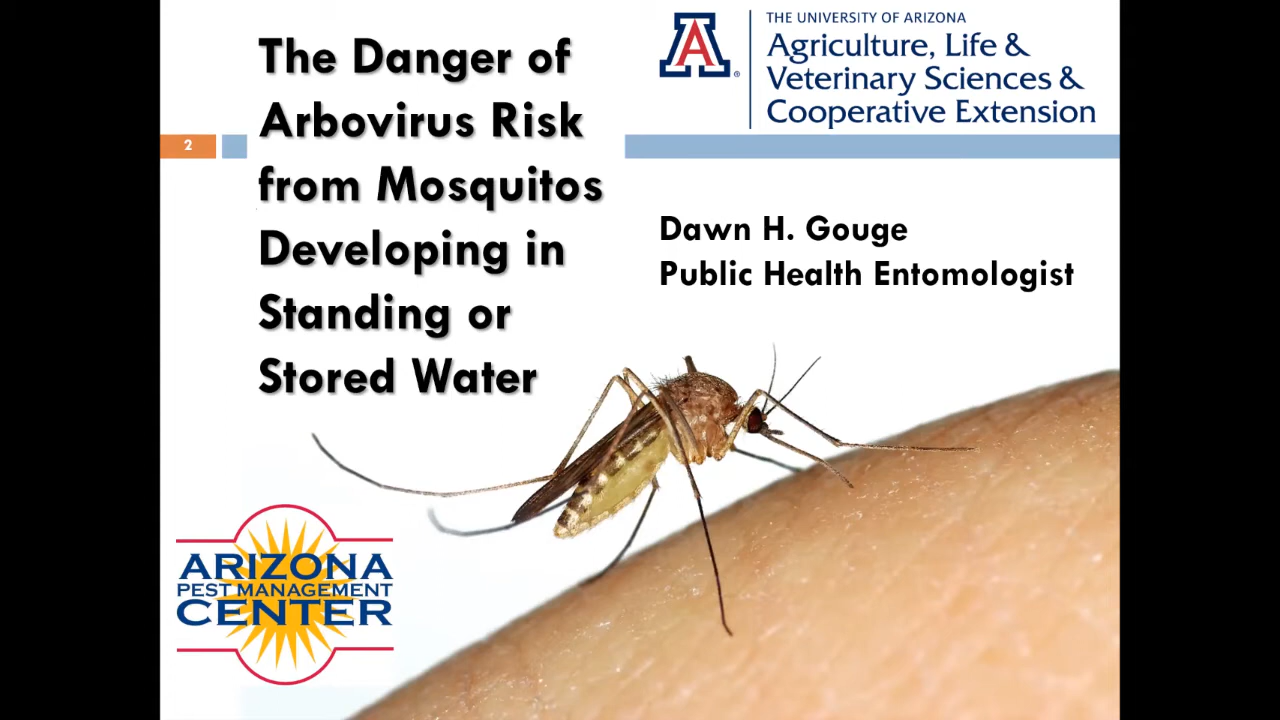 The Danger of
Arbovirus Risk
from Mosquitos
Developing in
Standing or
Stored Water
2
THE UNIVERSITY OF ARIZONA
Agriculture, Life &
Veterinary Sciences &
Cooperative Extension
A
®
Dawn H. Gouge
Public Health Entomologist
ARIZONA
PEST MANAGEMENT
CENTER